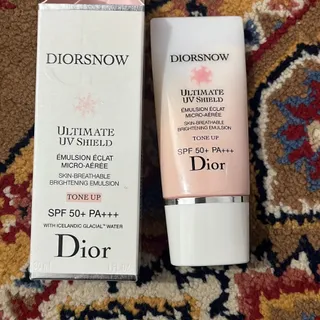 DIORSNOW
ULTIMATE
UV SHIELD
ÉMULSION ÉCLAT
MICRO-AÉRÉE
SKIN-BREATHABLE
BRIGHTENING EMULSION
TONE UP
SPF 50+ PA+++
WITH ICELANDIC GLACIAL™ WATER
Dior
DIORSNOW
ULTIMATE
UV SHIELD
ÉMULSION ÉCLAT
MICRO-AÉRÉE
SKIN-BREATHABLE
BRIGHTENING EMULSION
TONE UP
SPF 50+ PA+++
Dior